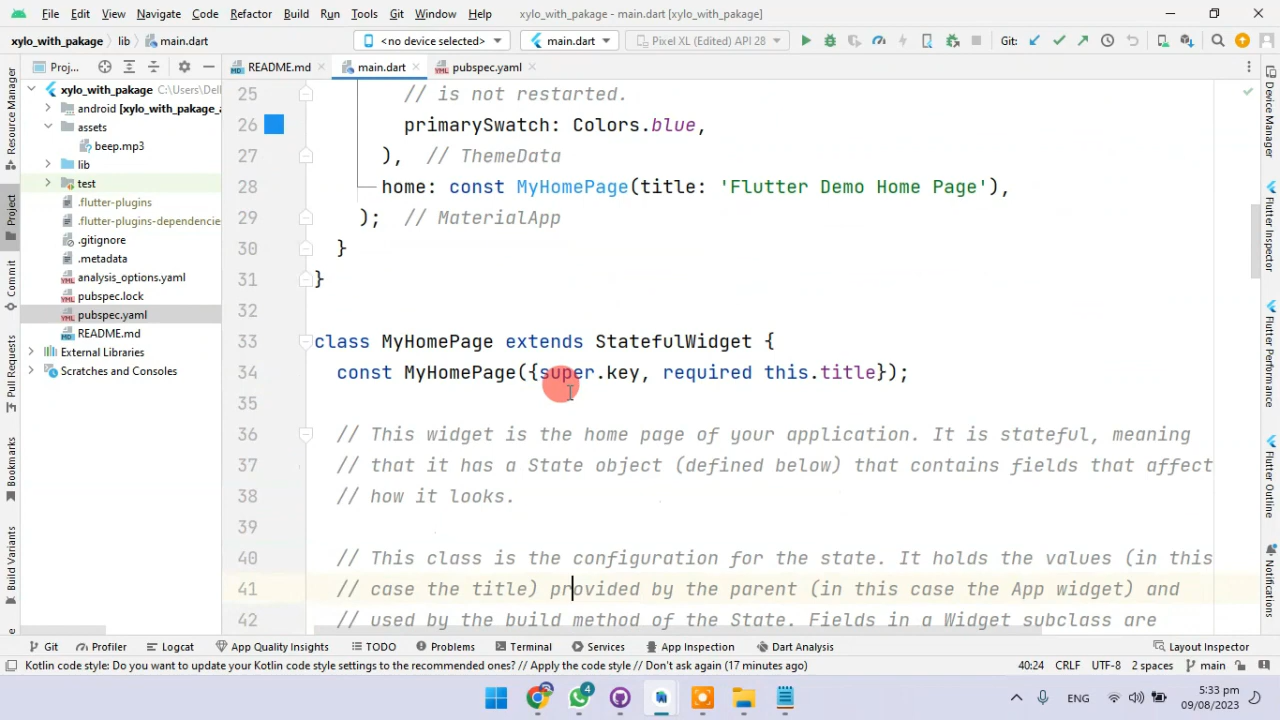 File Edit View Navigate Code Refactor Build Run Tools Git Window Help xylo_with_pakage - main.dart [xylo_with_pakage]
xylo_with_pakage lib main.dart <no device selected> main.dart Pixel XL (Edited) API 28 Git:
Proj... README.md main.dart pubspec.yaml
xylo_with_pakage C:\Users\Dell
android [xylo_with_pakage_a
assets
beep.mp3
lib
test
.flutter-plugins
.flutter-plugins-dependencie
.gitignore
.metadata
analysis_options.yaml
pubspec.lock
pubspec.yaml
README.md
External Libraries
Scratches and Consoles
25 // is not restarted.
26 primarySwatch: Colors.blue,
27 ), // ThemeData
28 home: const MyHomePage(title: 'Flutter Demo Home Page'),
29 ); // MaterialApp
30 }
31 }
32
33 class MyHomePage extends StatefulWidget {
34 const MyHomePage({super.key, required this.title});
35
36 // This widget is the home page of your application. It is stateful, meaning
37 // that it has a State object (defined below) that contains fields that affect
38 // how it looks.
39
40 // This class is the configuration for the state. It holds the values (in this
41 // case the title) provided by the parent (in this case the App widget) and
42 // used by the build method of the State. Fields in a Widget subclass are
Resource Manager
Project
Commit
Pull Requests
Bookmarks
Build Variants
Device Manager
Flutter Inspector
Flutter Performance
Flutter Outline
Notifications
Git Profiler Logcat App Quality Insights TODO Problems Terminal Services App Inspection Dart Analysis Layout Inspector
Kotlin code style: Do you want to update your Kotlin code style settings to the recommended ones? // Apply the code style // Don't ask again (17 minutes ago) 40:24 CRLF UTF-8 2 spaces main
4
ENG
5:33 pm
09/08/2023